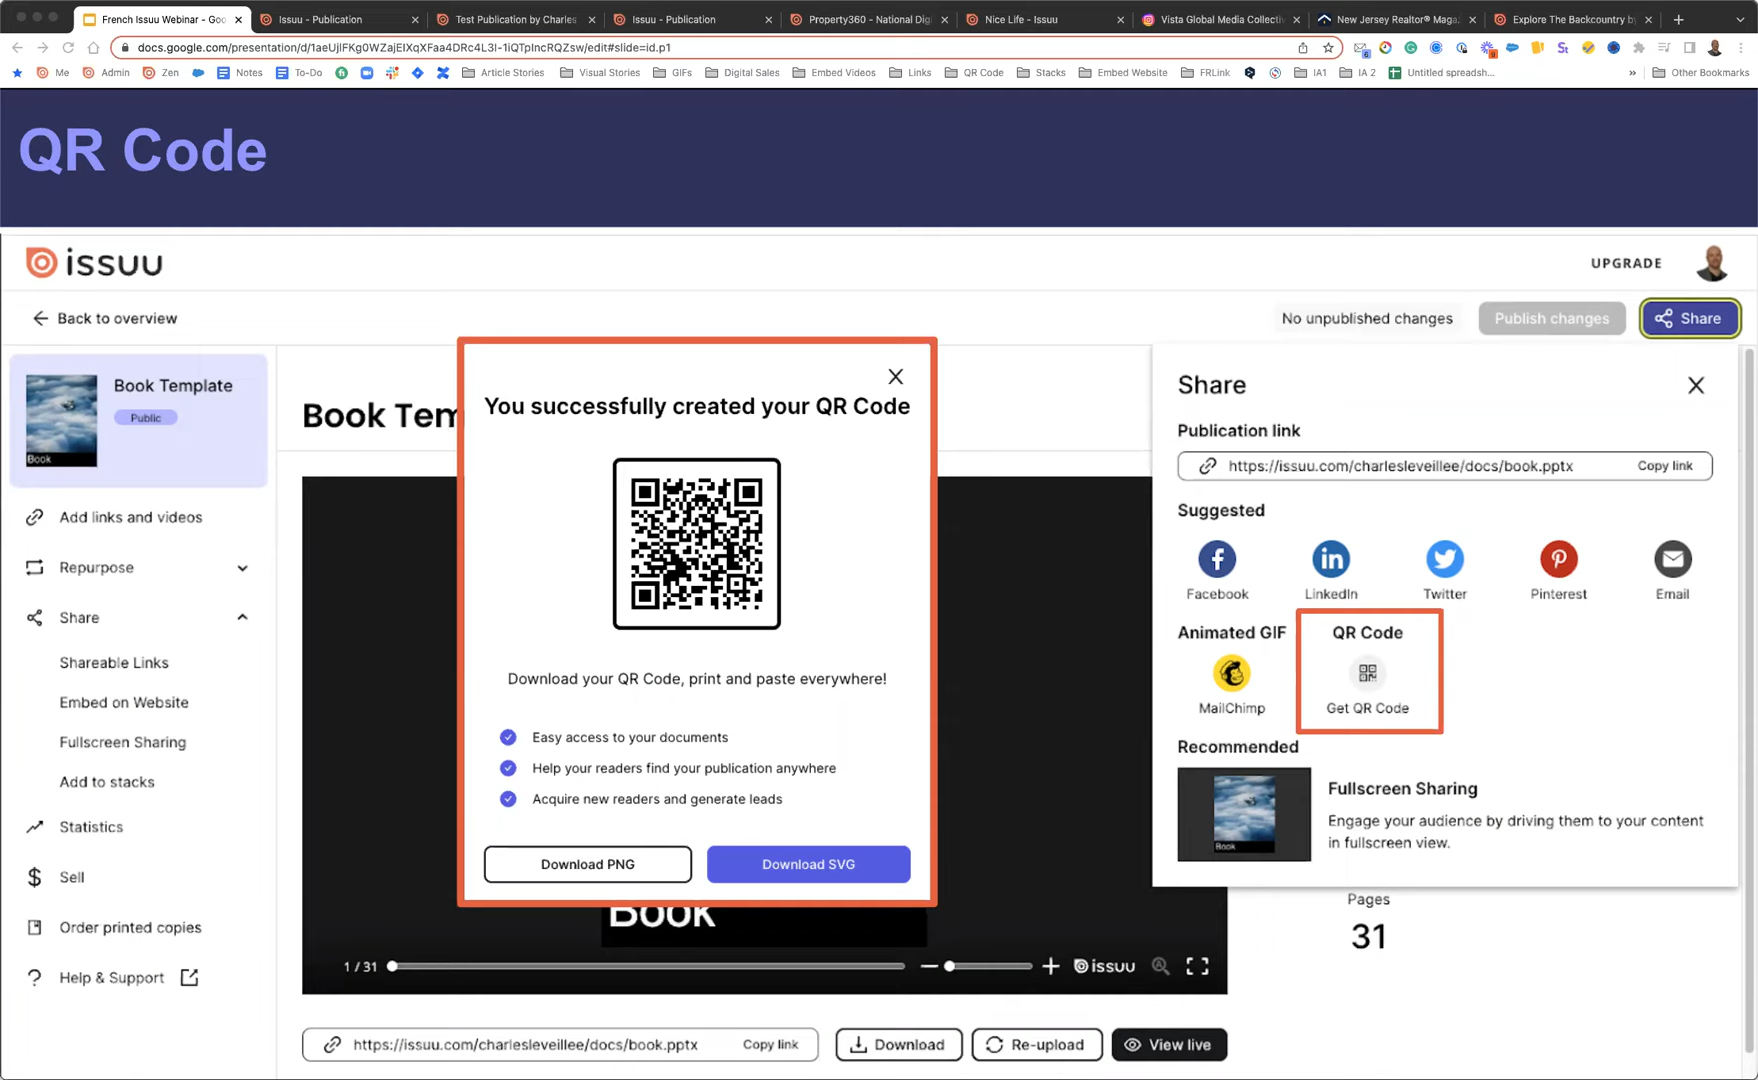 French Issuu Webinar - Goo
Issuu - Publication
Test Publication by Charles
Issuu - Publication
Property360 - National Digi
Nice Life - Issuu
Vista Global Media Collecti
New Jersey Realtor® Maga
Explore The Backcountry by
docs.google.com/presentation/d/1aeUjlFKg0WZajEIXqXFaa4DRc4L3I-1iQTpIncRQZsw/edit#slide=id.p1
Me
Admin
Zen
Notes
To-Do
Article Stories
Visual Stories
GIFs
Digital Sales
Embed Videos
Links
QR Code
Stacks
Embed Website
FRLink
IA1
IA 2
Untitled spreadsh...
Other Bookmarks
QR Code
issuu
UPGRADE
Back to overview
No unpublished changes
Publish changes
Share
Book Template
Public
Book
Add links and videos
Repurpose
Share
Shareable Links
Embed on Website
Fullscreen Sharing
Add to stacks
Statistics
Sell
Order printed copies
Help & Support
Book Tem
You successfully created your QR Code
Download your QR Code, print and paste everywhere!
Easy access to your documents
Help your readers find your publication anywhere
Acquire new readers and generate leads
Download PNG
Download SVG
Book
1 / 31
issuu
https://issuu.com/charlesleveillee/docs/book.pptx
Copy link
Download
Re-upload
View live
Share
Publication link
https://issuu.com/charlesleveillee/docs/book.pptx
Copy link
Suggested
Facebook
LinkedIn
Twitter
Pinterest
Email
Animated GIF
QR Code
MailChimp
Get QR Code
Recommended
Book
Fullscreen Sharing
Engage your audience by driving them to your content
in fullscreen view.
Pages
31